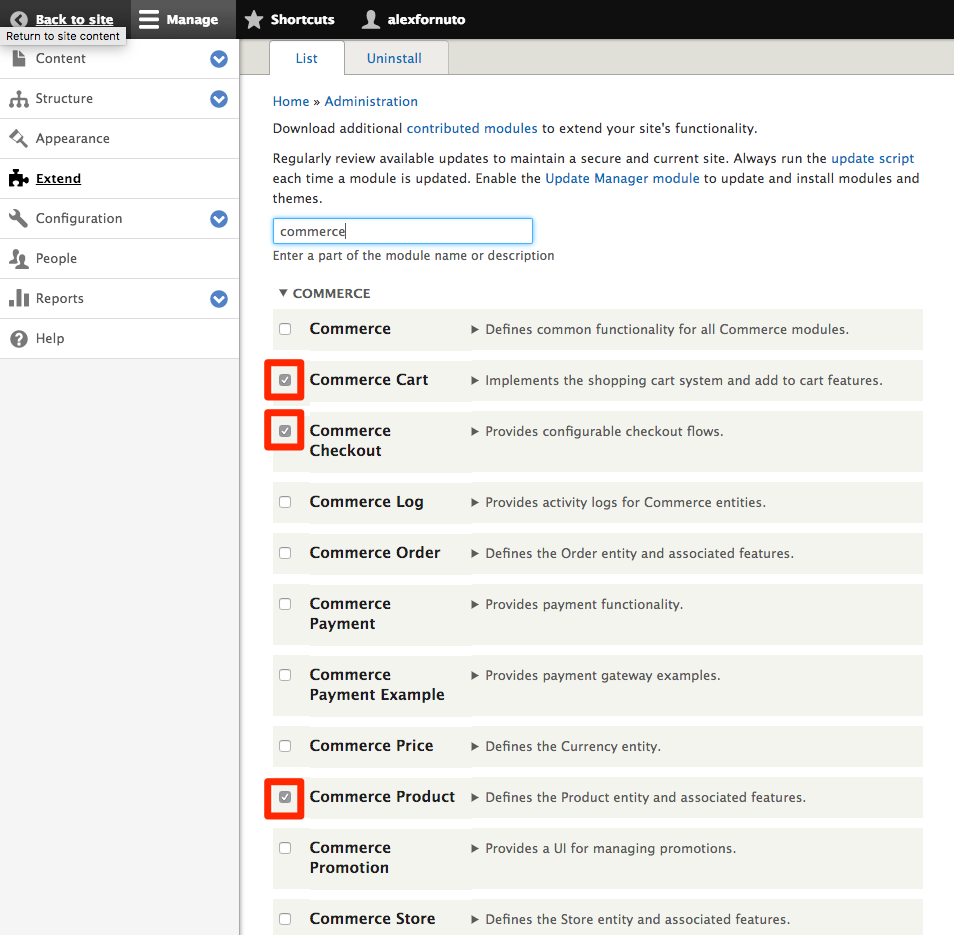 Back to site
Manage
Shortcuts
alexfornuto
Return to site content
Content
Structure
Appearance
Extend
Configuration
People
Reports
Help
List
Uninstall
Home » Administration
Download additional contributed modules to extend your site's functionality.
Regularly review available updates to maintain a secure and current site. Always run the update script
each time a module is updated. Enable the Update Manager module to update and install modules and
themes.
commerce
Enter a part of the module name or description
▼ COMMERCE
Commerce
► Defines common functionality for all Commerce modules.
Commerce Cart
► Implements the shopping cart system and add to cart features.
Commerce
Checkout
► Provides configurable checkout flows.
Commerce Log
► Provides activity logs for Commerce entities.
Commerce Order
► Defines the Order entity and associated features.
Commerce
Payment
► Provides payment functionality.
Commerce
Payment Example
► Provides payment gateway examples.
Commerce Price
► Defines the Currency entity.
Commerce Product
► Defines the Product entity and associated features.
Commerce
Promotion
► Provides a UI for managing promotions.
Commerce Store
► Defines the Store entity and associated features.